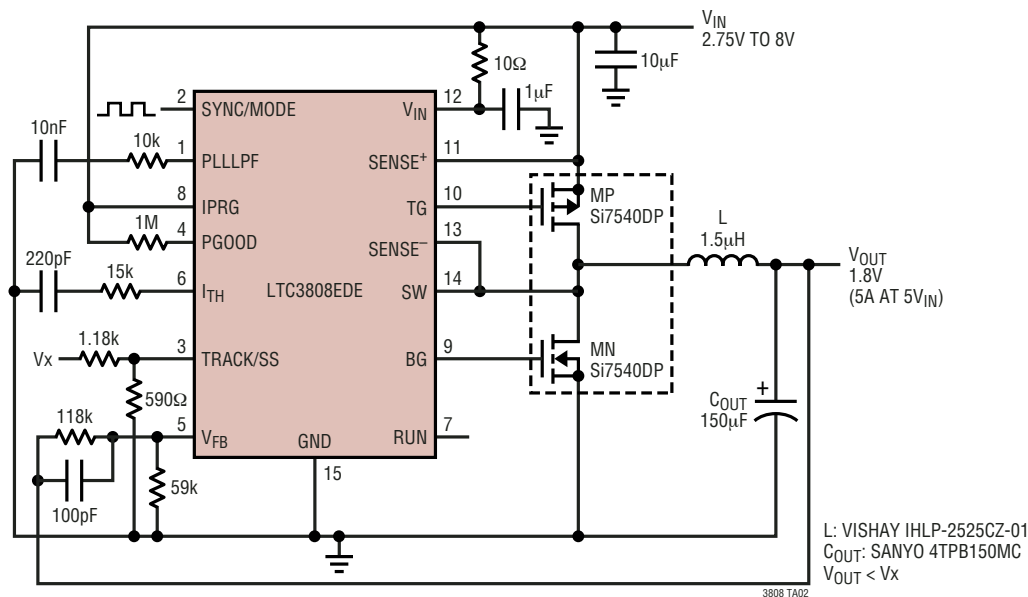 V_IN
2.75V TO 8V
10Ω
10µF
1µF
2
SYNC/MODE
V_IN
12
10nF
10k
1
PLLLPF
SENSE+
11
8
IPRG
TG
10
MP
Si7540DP
1M
4
PGOOD
SENSE–
13
L
1.5µH
220pF
15k
6
I_TH
LTC3808EDE
SW
14
V_OUT
1.8V
(5A AT 5V_IN)
Vx
1.18k
3
TRACK/SS
BG
9
MN
Si7540DP
590Ω
118k
5
V_FB
GND
RUN
7
15
+
C_OUT
150µF
100pF
59k
L: VISHAY IHLP-2525CZ-01
C_OUT: SANYO 4TPB150MC
V_OUT < Vx
3808 TA02